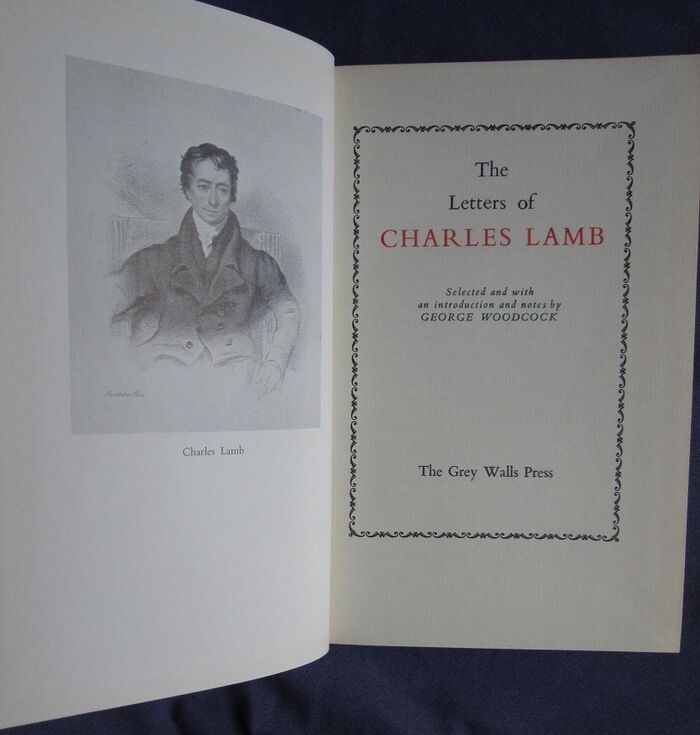 Charles Lamb
The
Letters of
CHARLES LAMB
Selected and with
an introduction and notes by
GEORGE WOODCOCK
The Grey Walls Press